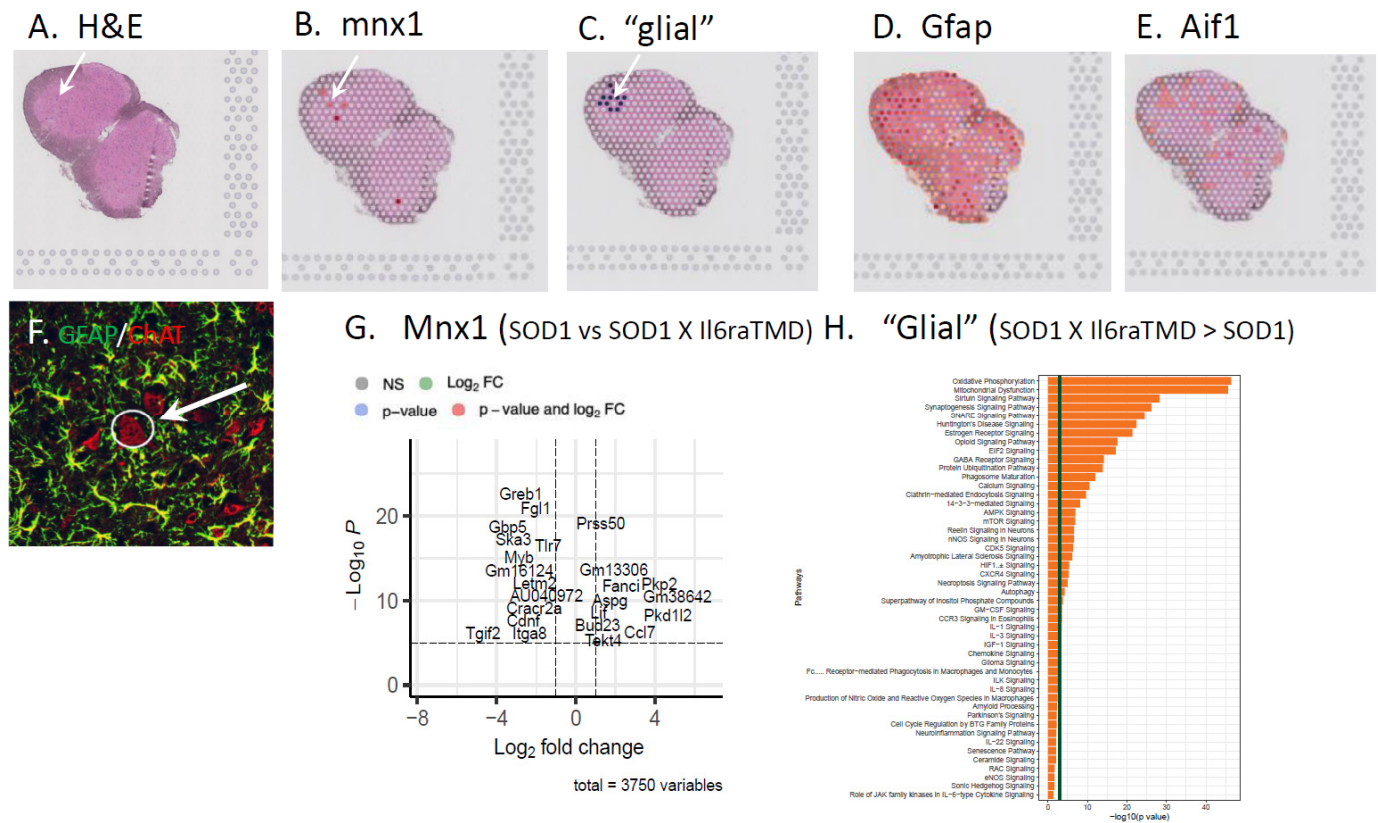 A. H&E
B. mnx1
C. “glial”
D. Gfap
E. Aif1
F. GFAP/ChAT
G. Mnx1 (SOD1 vs SOD1 X Il6raTMD)
NS
Log2 FC
p-value
p – value and log2 FC
– Log10 P
20
10
0
Greb1
Fgl1
Gbp5
Prss50
Ska3
Tlr7
Myb
Gm16124
Gm13306
Letm2
Fanci
Pkp2
AU040972
Aspg
Gm38642
Cracr2a
Lif
Pkd1l2
Cdnf
Bud23
Tgif2
Itga8
Ccl7
Tekt4
−8
−4
0
4
Log2 fold change
total = 3750 variables
H. “Glial” (SOD1 X Il6raTMD > SOD1)
Pathways
Oxidative Phosphorylation
Mitochondrial Dysfunction
Sirtuin Signaling Pathway
Synaptogenesis Signaling Pathway
SNARE Signaling Pathway
Huntington's Disease Signaling
Estrogen Receptor Signaling
Opioid Signaling Pathway
EIF2 Signaling
GABA Receptor Signaling
Protein Ubiquitination Pathway
Phagosome Maturation
Calcium Signaling
Clathrin-mediated Endocytosis Signaling
14-3-3-mediated Signaling
AMPK Signaling
mTOR Signaling
Reelin Signaling in Neurons
nNOS Signaling in Neurons
CDK5 Signaling
Amyotrophic Lateral Sclerosis Signaling
HIF1..± Signaling
CXCR4 Signaling
Necroptosis Signaling Pathway
Autophagy
Superpathway of Inositol Phosphate Compounds
GM-CSF Signaling
CCR3 Signaling in Eosinophils
IL-1 Signaling
IL-3 Signaling
IGF-1 Signaling
Chemokine Signaling
Glioma Signaling
Fc.... Receptor-mediated Phagocytosis in Macrophages and Monocytes
ILK Signaling
IL-8 Signaling
Production of Nitric Oxide and Reactive Oxygen Species in Macrophages
Amyloid Processing
Parkinson's Signaling
Cell Cycle Regulation by BTG Family Proteins
Neuroinflammation Signaling Pathway
IL-22 Signaling
Senescence Pathway
Ceramide Signaling
RAC Signaling
eNOS Signaling
Sonic Hedgehog Signaling
Role of JAK family kinases in IL-6-type Cytokine Signaling
0
10
20
30
40
−log10(p value)